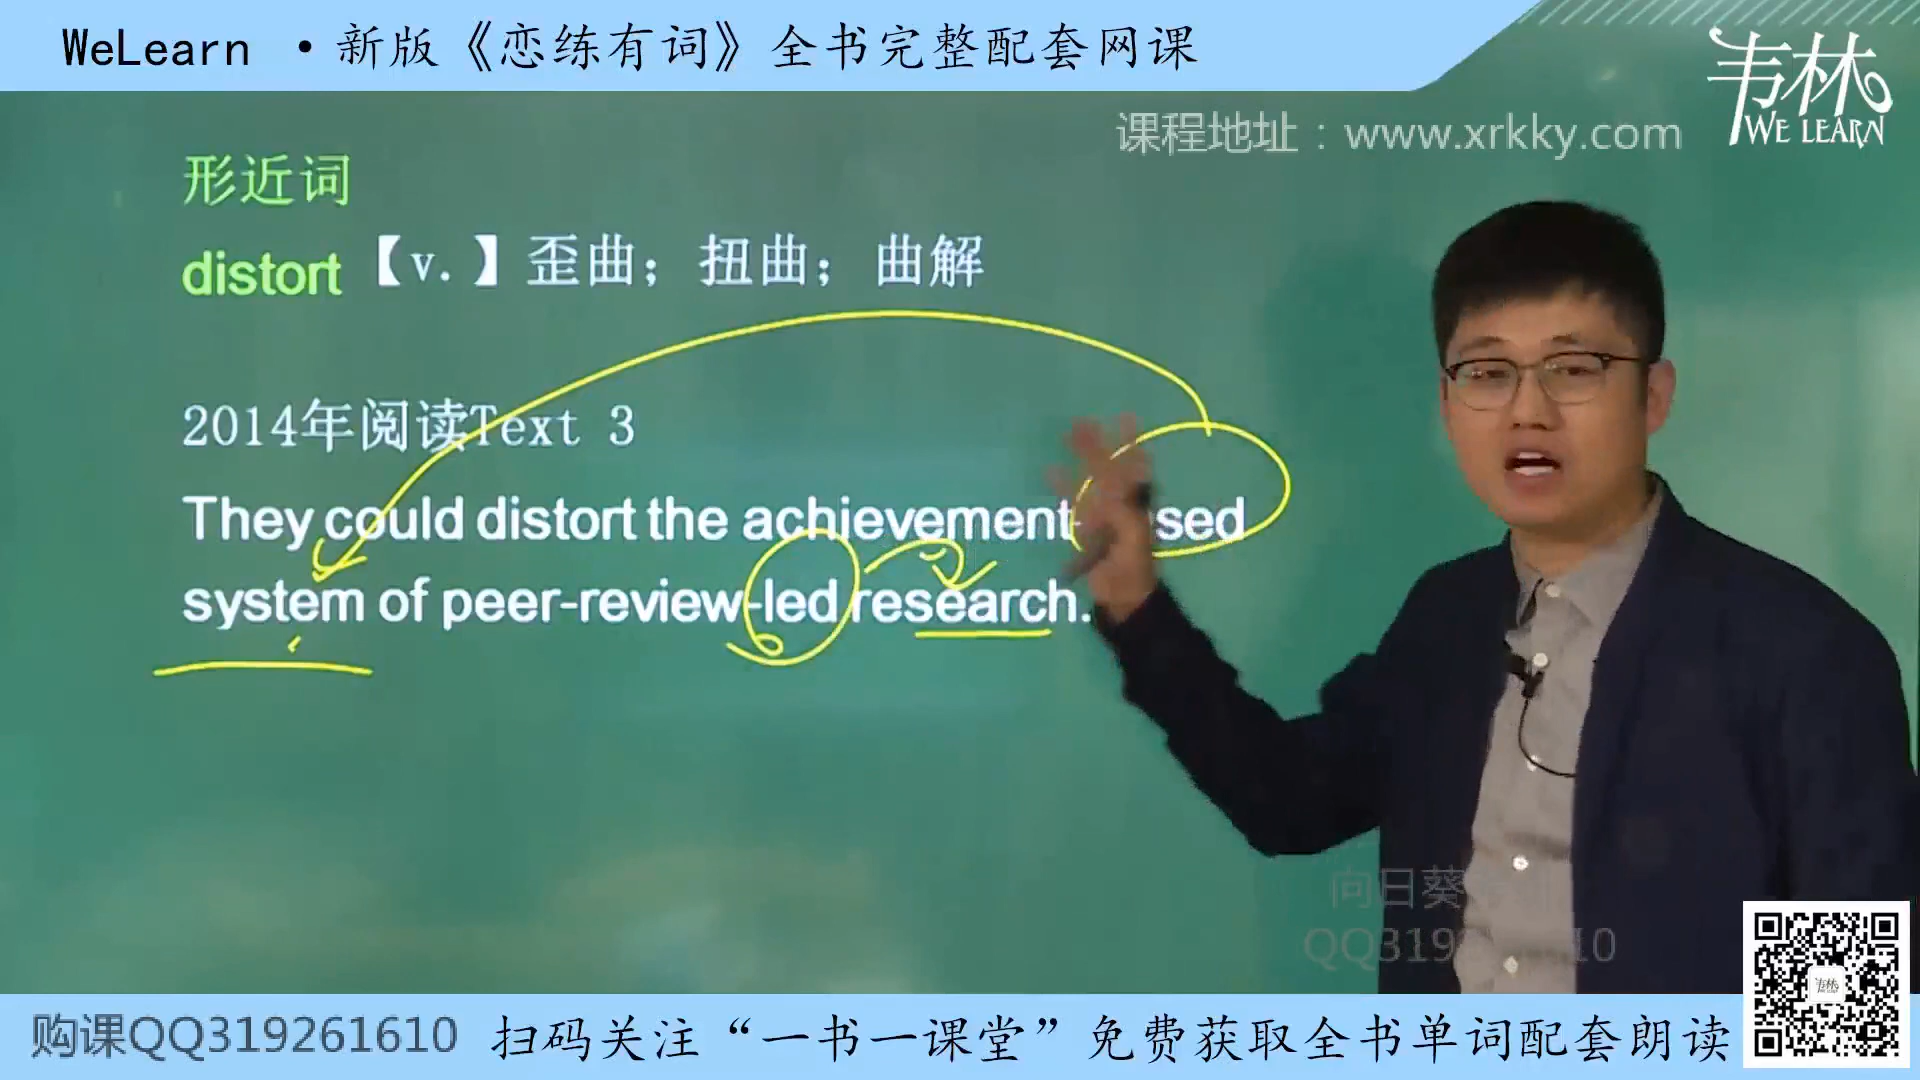 WeLearn ·新版《恋练有词》全书完整配套网课
韦林
WE LEARN
课程地址：www.xrkky.com
形近词
distort【v.】歪曲；扭曲；曲解
2014年阅读Text 3
They could distort the achievement sed
system of peer-review-led research.
向日葵
QQ319 10
购课QQ319261610 扫码关注“一书一课堂”免费获取全书单词配套朗读